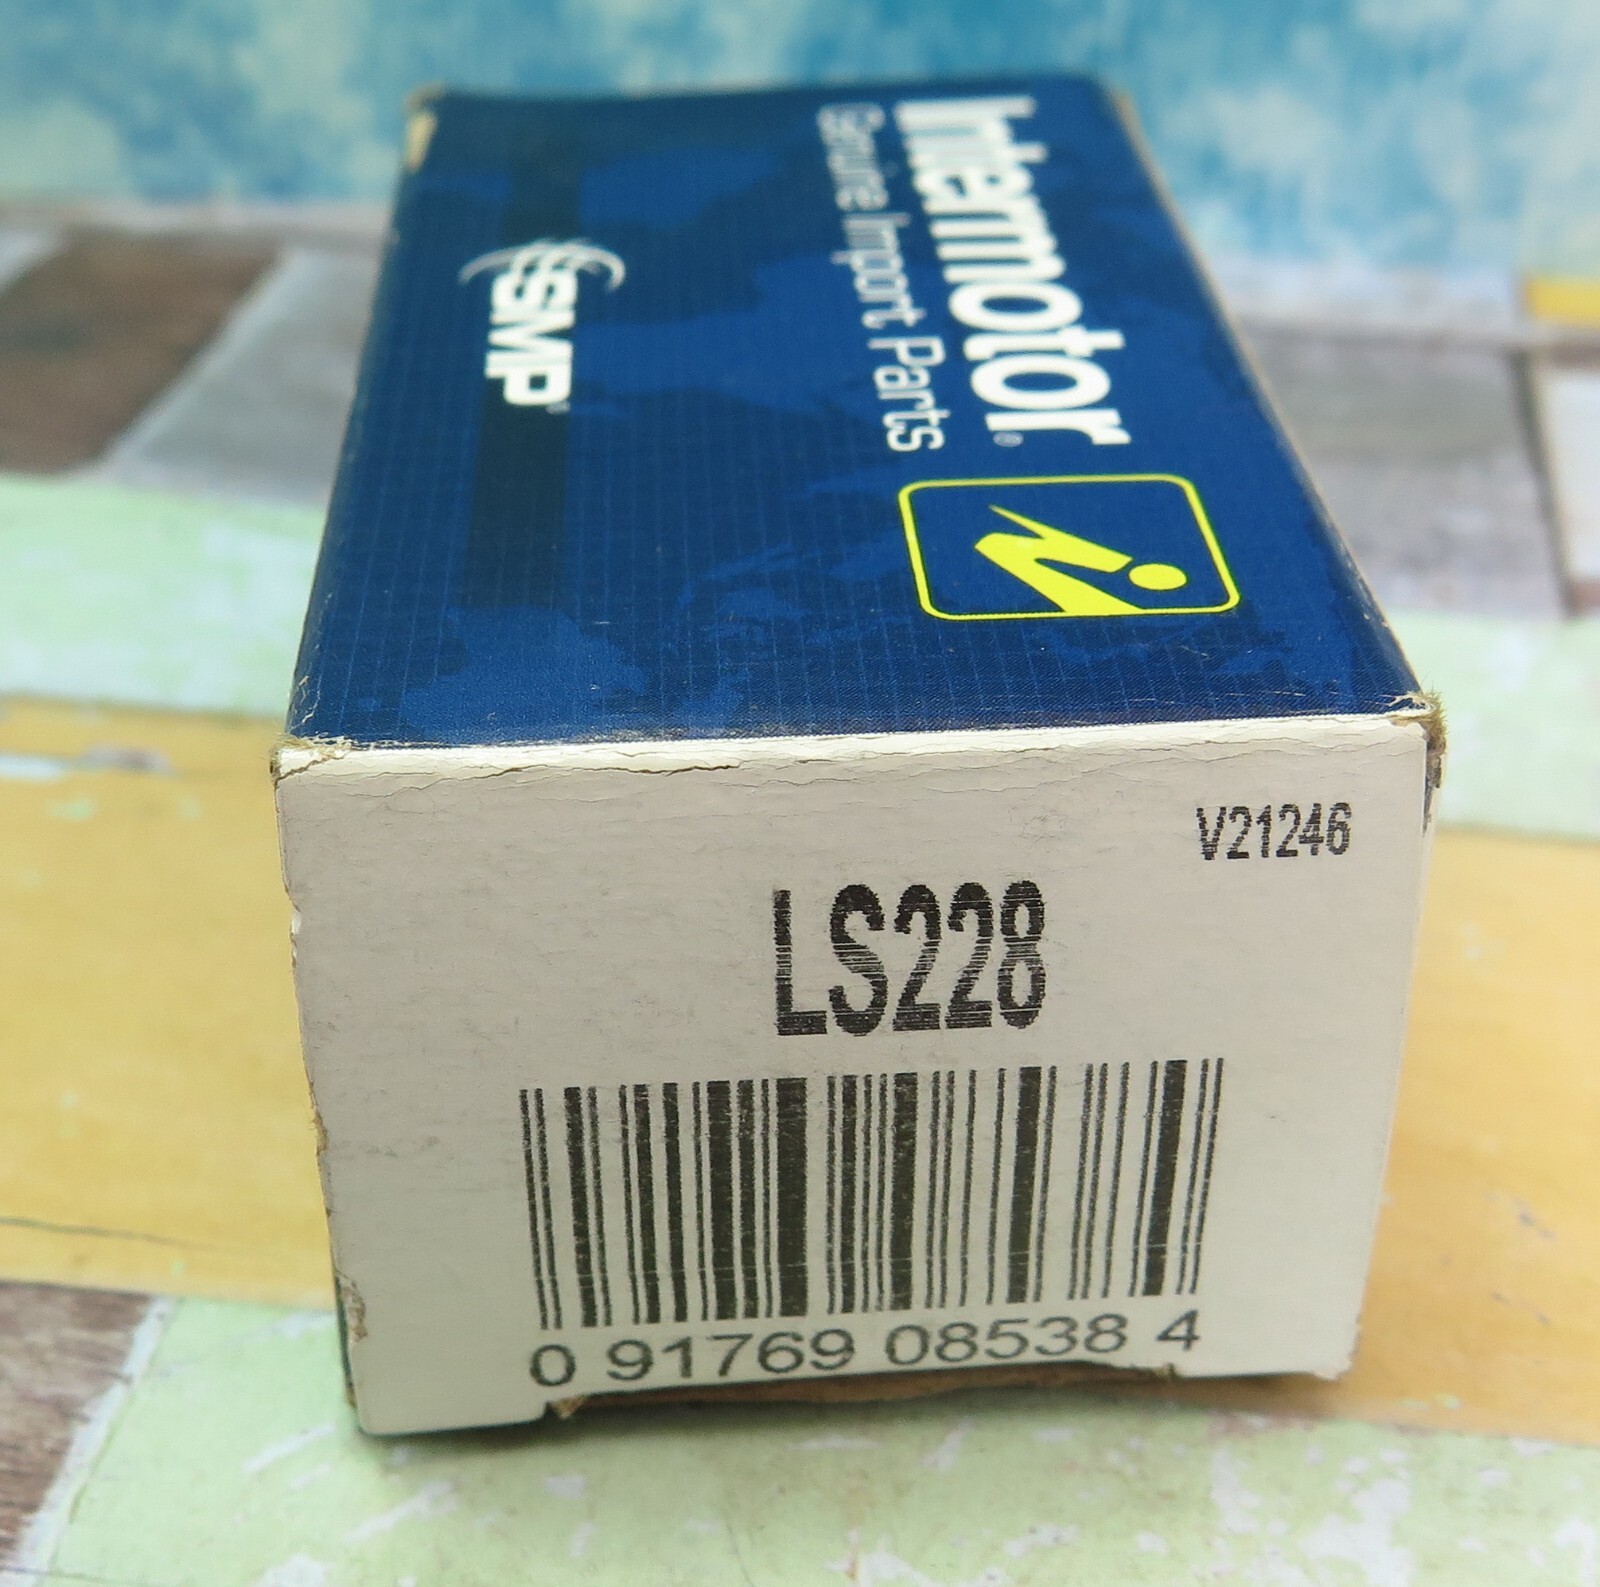 Intermotor®
Genuine Import Parts
SMP®
V21246
LS228
0 91769 08538 4